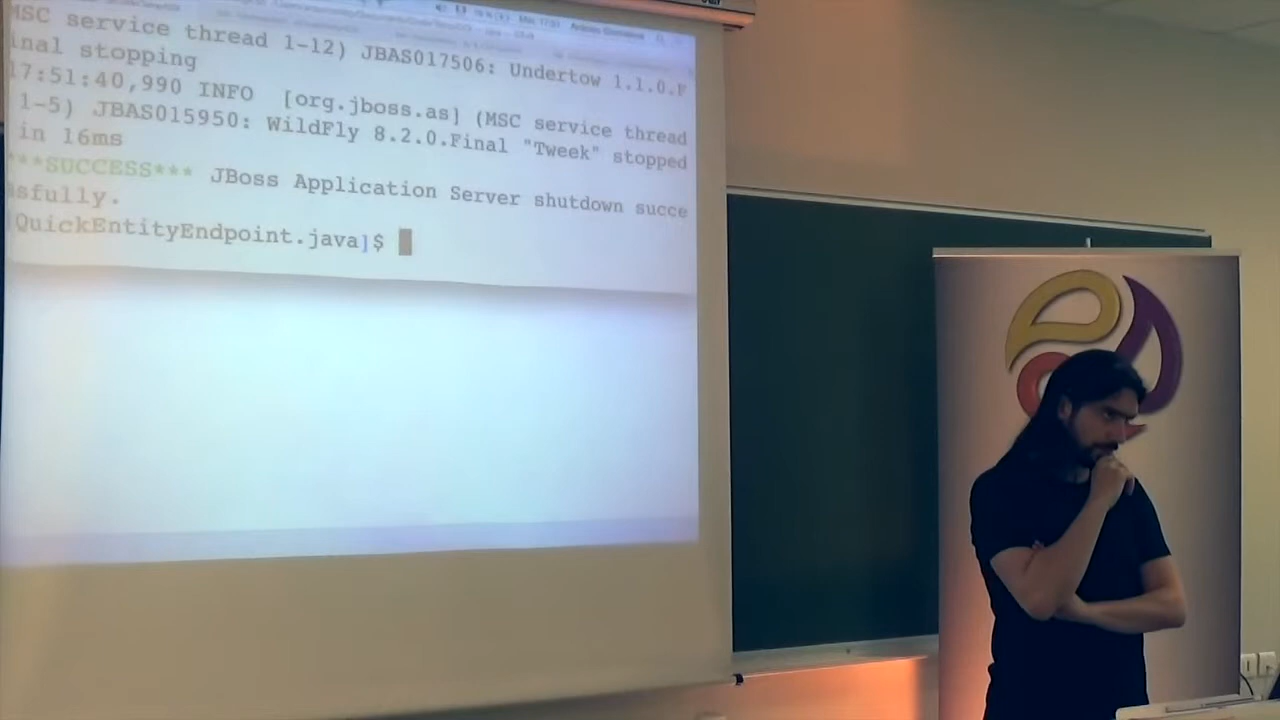 MSC service thread 1-12) JBAS017506: Undertow 1.1.0.F
inal stopping
17:51:40,990 INFO [org.jboss.as] (MSC service thread
1-5) JBAS015950: WildFly 8.2.0.Final "Tweek" stopped
in 16ms
***SUCCESS*** JBoss Application Server shutdown succe
sfully.
[QuickEntityEndpoint.java]$